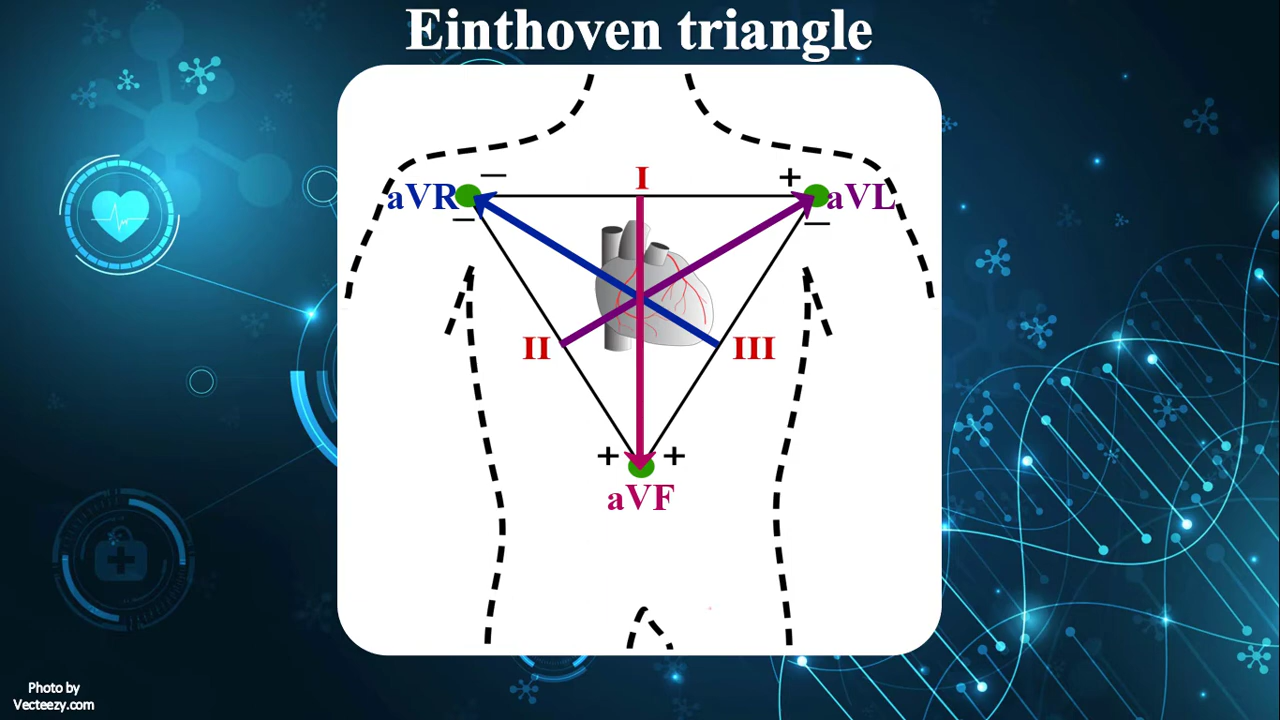 Einthoven triangle
— I +
aVR aVL
— —
II III
+ +
aVF
Photo by
Vecteezy.com